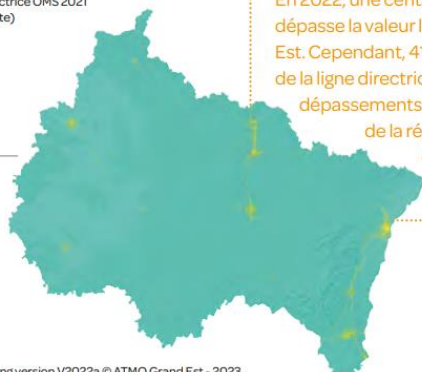 ctrice OMS 2021
te)
En 2022, une cent
dépasse la valeur l
Est. Cependant, 41
de la ligne directric
dépassements
de la ré
ng version V2022a © ATMO Grand Est - 2023